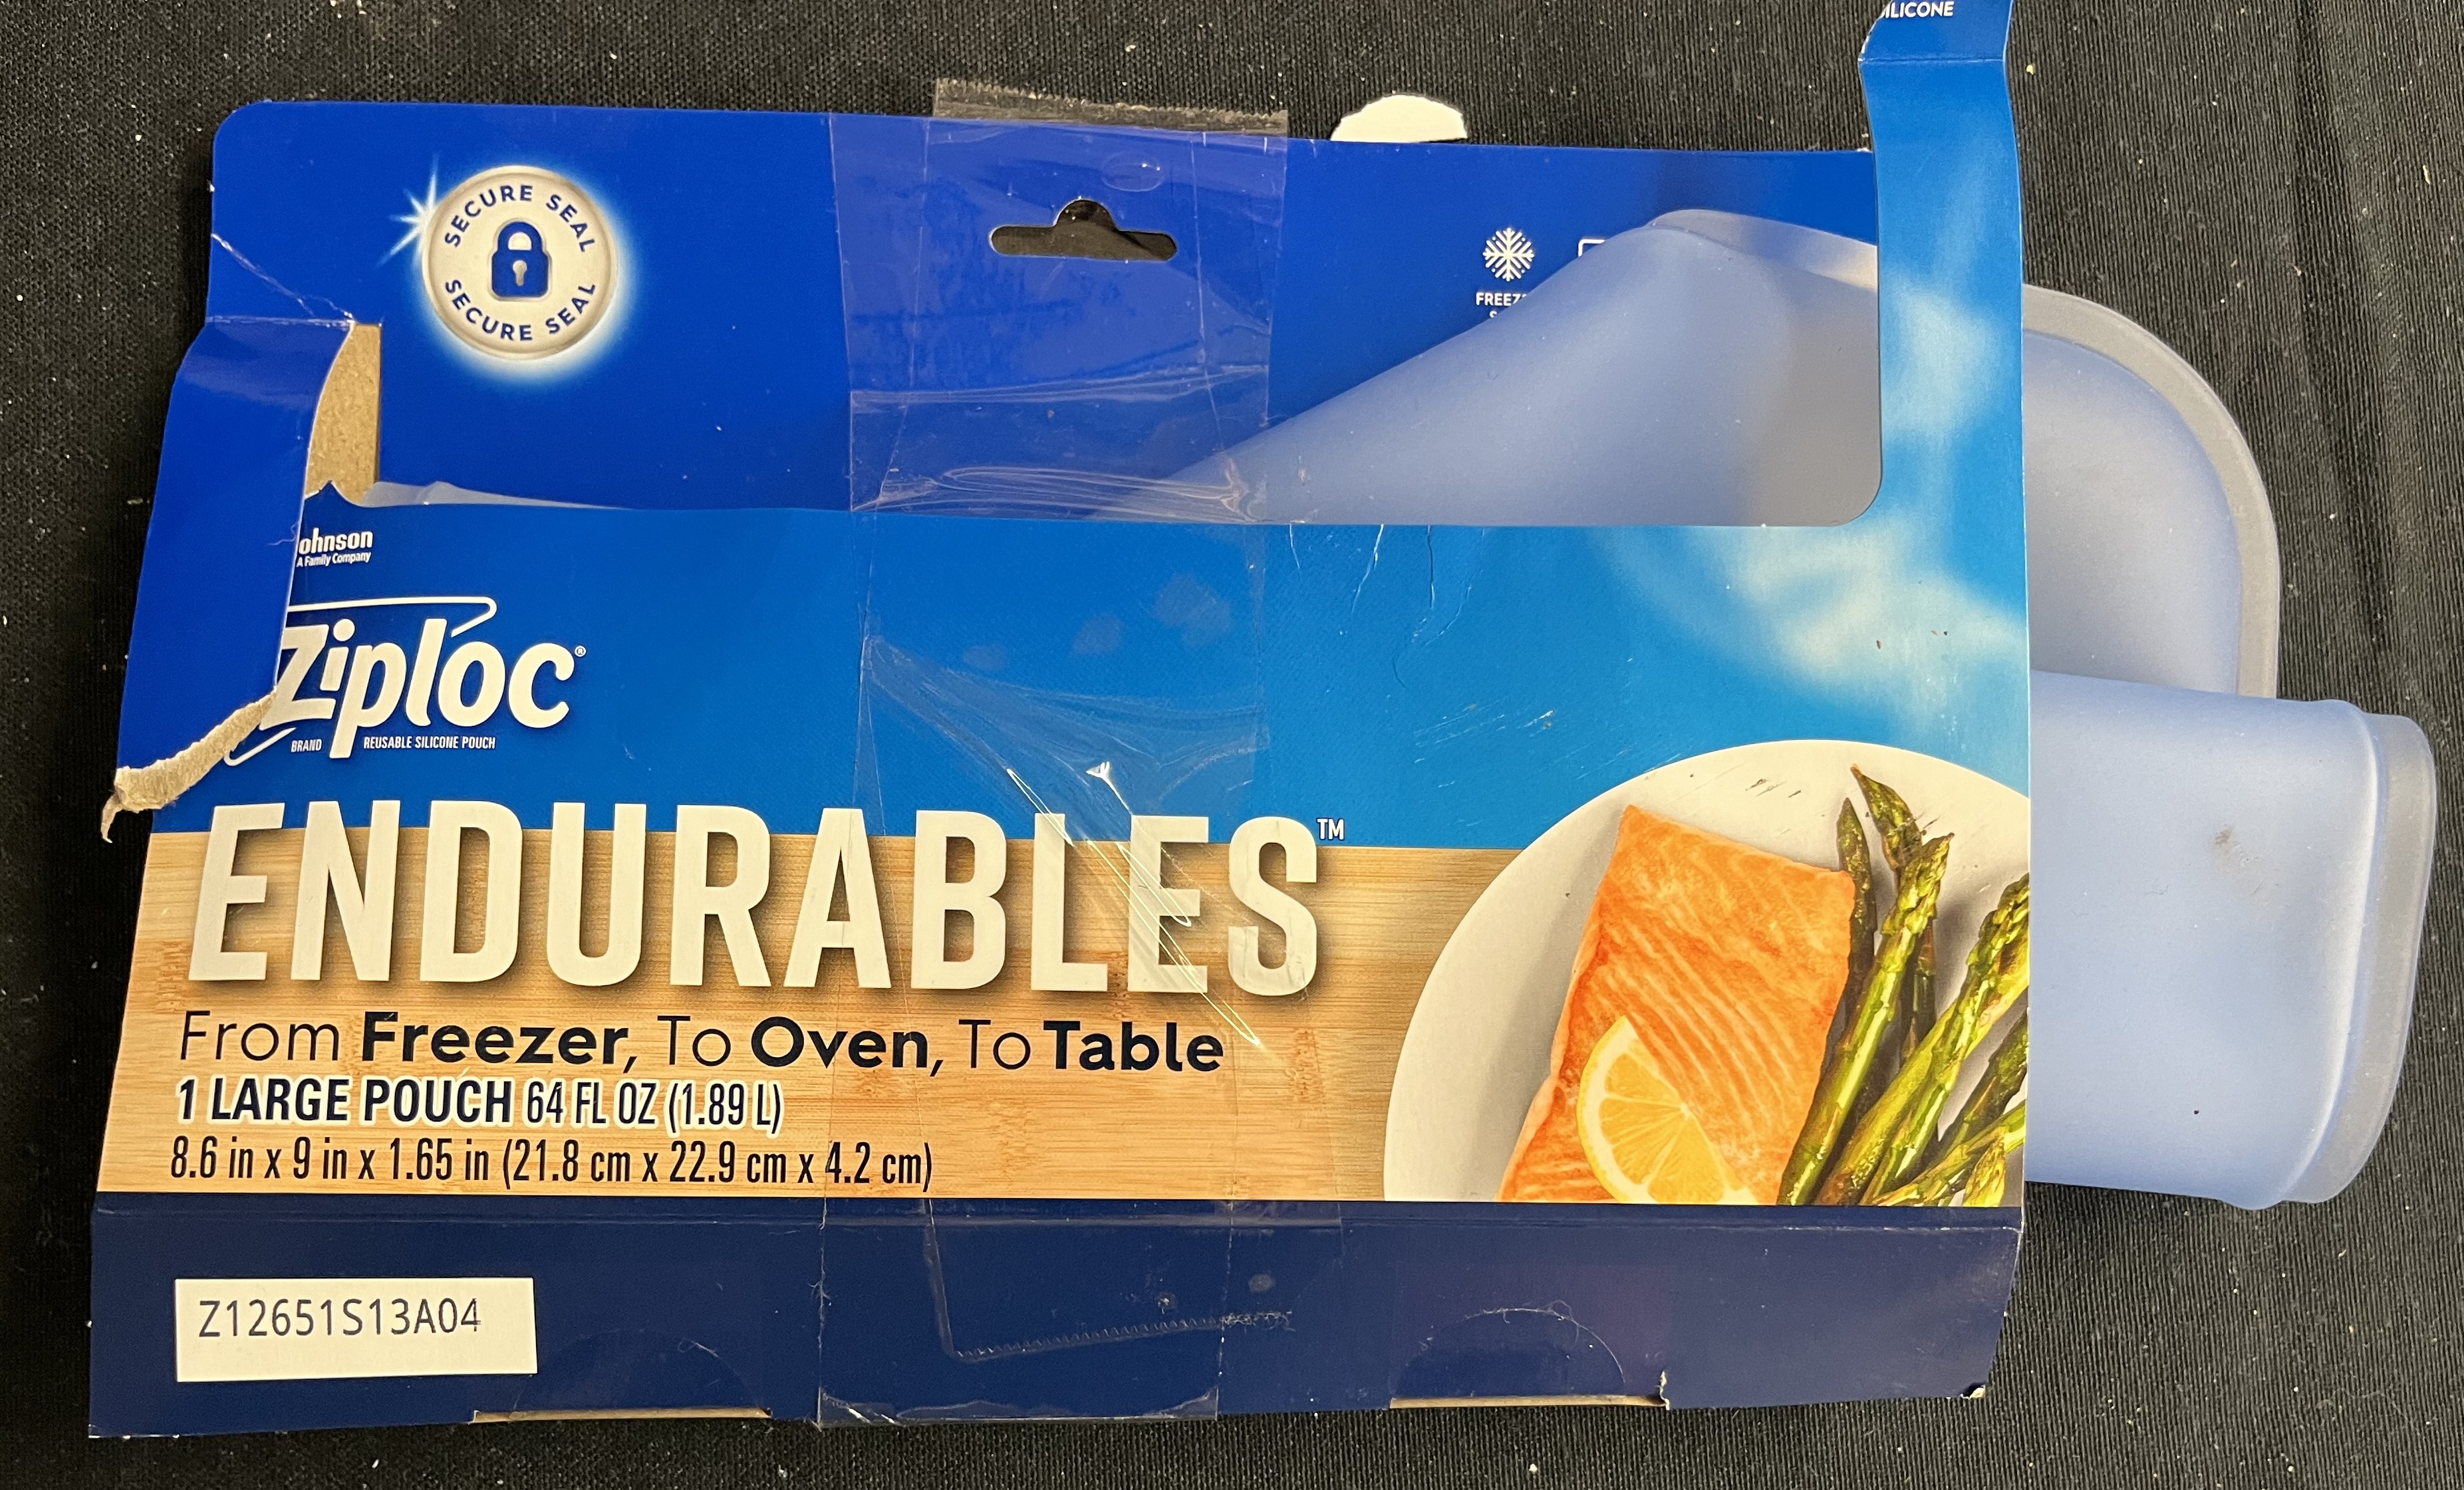 SILICONE
SECURE SEAL
SECURE SEAL
FREEZ
ohnson
A Family Company
Ziploc®
BRAND REUSABLE SILICONE POUCH
ENDURABLES™
From Freezer, To Oven, To Table
1 LARGE POUCH 64 FL OZ (1.89 L)
8.6 in x 9 in x 1.65 in (21.8 cm x 22.9 cm x 4.2 cm)
Z12651S13A04